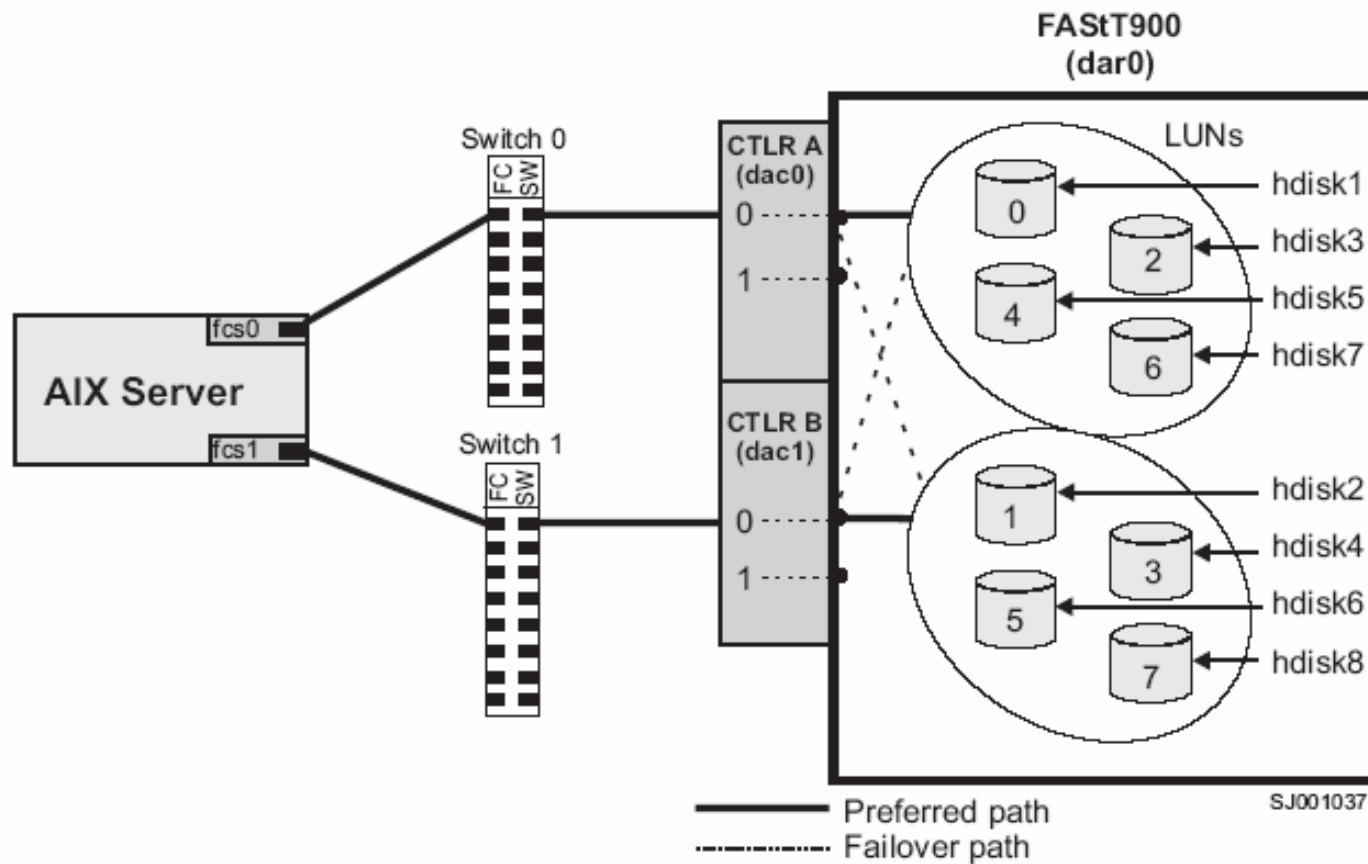 FAStT900
(dar0)
Switch 0
FC
SW
CTLR A
(dac0)
0
1
LUNs
0
hdisk1
2
hdisk3
4
hdisk5
6
hdisk7
fcs0
AIX Server
fcs1
Switch 1
FC
SW
CTLR B
(dac1)
0
1
1
hdisk2
3
hdisk4
5
hdisk6
7
hdisk8
SJ001037
Preferred path
Failover path